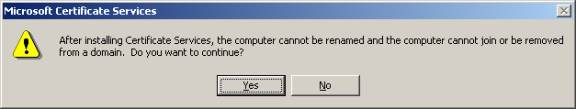 Microsoft Certificate Services
After installing Certificate Services, the computer cannot be renamed and the computer cannot join or be removed
from a domain. Do you want to continue?
Yes No